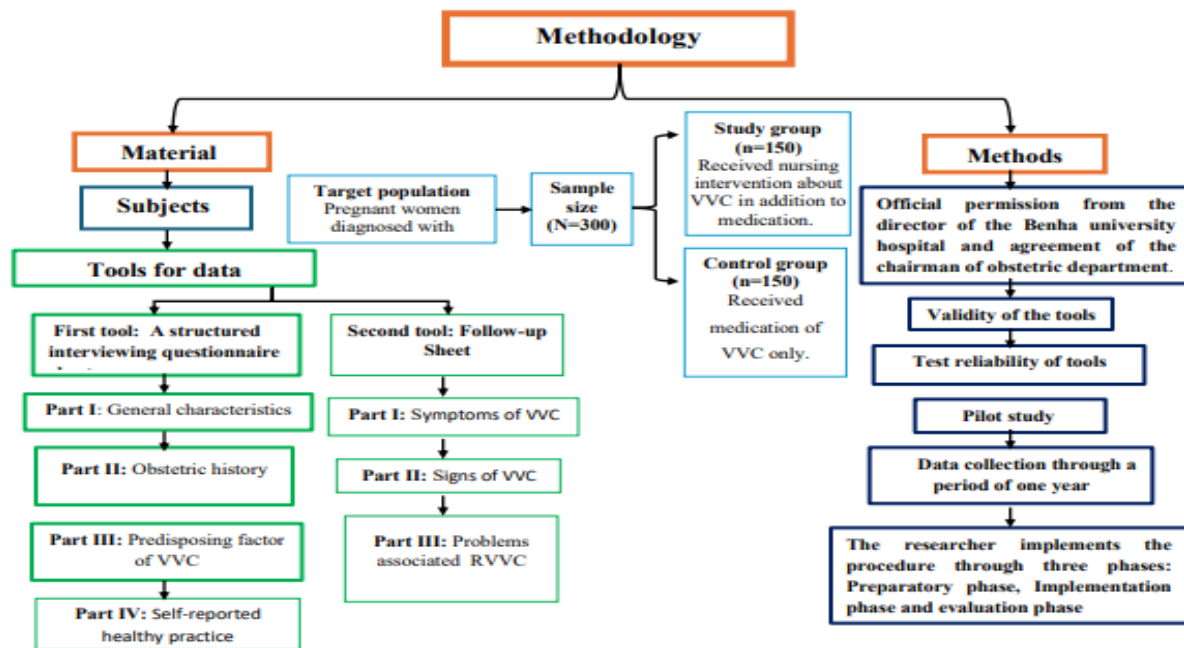 Methodology
Material
Subjects
Tools for data
First tool: A structured
interviewing questionnaire
Part I: General characteristics
Part II: Obstetric history
Part III: Predisposing factor
of VVC
Part IV: Self-reported
healthy practice
Second tool: Follow-up
Sheet
Part I: Symptoms of VVC
Part II: Signs of VVC
Part III: Problems
associated RVVC
Target population
Pregnant women
diagnosed with
Sample
size
(N=300)
Study group
(n=150)
Received nursing
intervention about
VVC in addition to
medication.
Control group
(n=150)
Received
medication of
VVC only.
Methods
Official permission from the
director of the Benha university
hospital and agreement of the
chairman of obstetric department.
Validity of the tools
Test reliability of tools
Pilot study
Data collection through a
period of one year
The researcher implements the
procedure through three phases:
Preparatory phase, Implementation
phase and evaluation phase